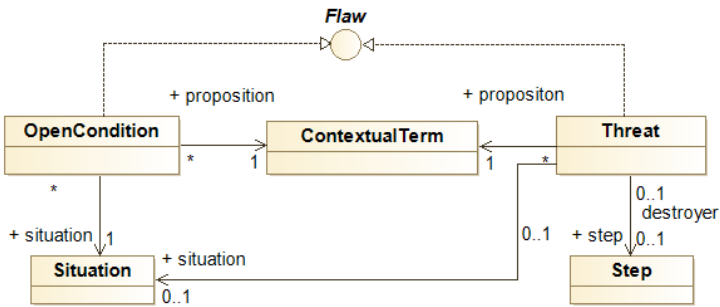 Flaw
+ proposition
+ propositon
OpenCondition
ContextualTerm
Threat
*
1
1
*
*
0..1
destroyer
0..1
+ situation
1
+ situation
+ step
0..1
Situation
0..1
Step